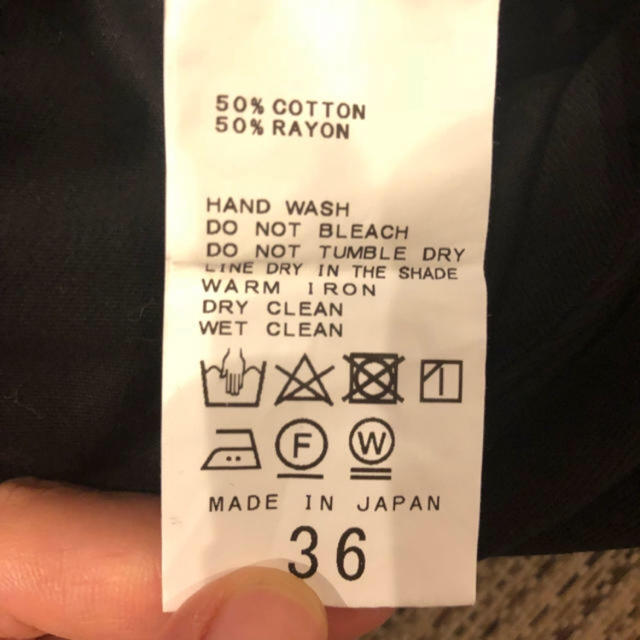 50% COTTON
50% RAYON
HAND WASH
DO NOT BLEACH
DO NOT TUMBLE DRY
LINE DRY IN THE SHADE
WARM IRON
DRY CLEAN
WET CLEAN
F W
MADE IN JAPAN
36